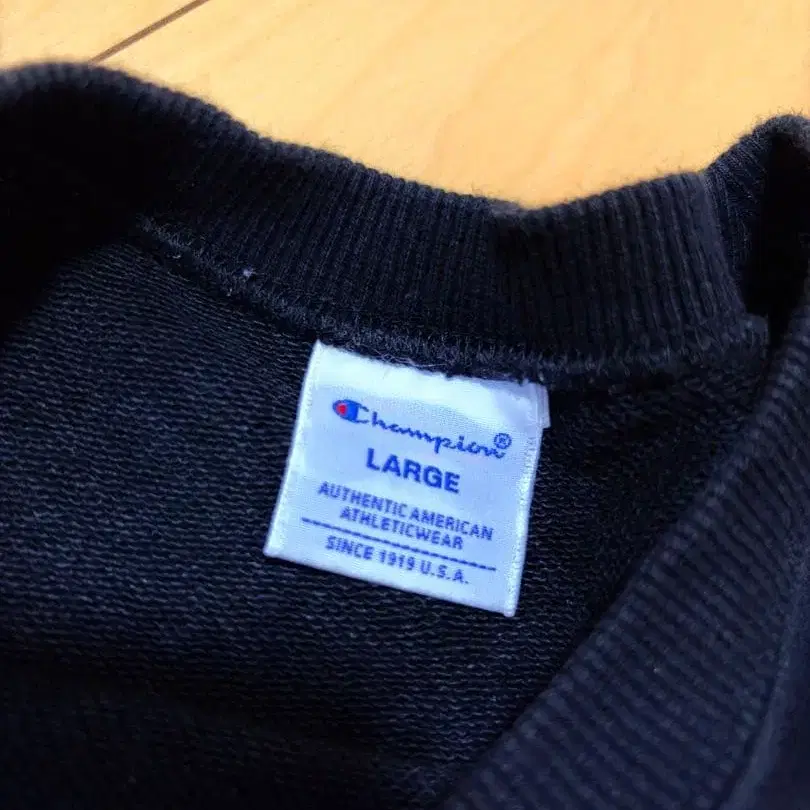 Champion®
LARGE
AUTHENTIC AMERICAN
ATHLETICWEAR
SINCE 1919 U.S.A.